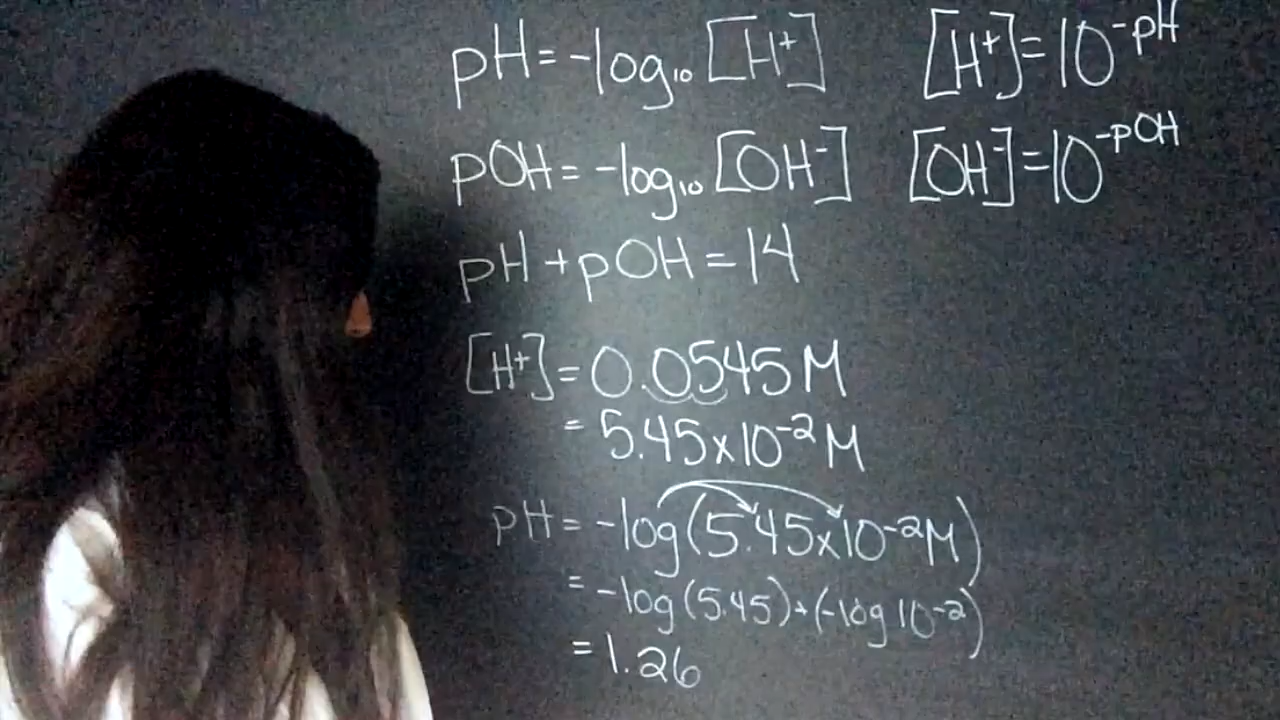 pH = -log₁₀ [H⁺] [H⁺] = 10⁻ᵖᴴ
pOH = -log₁₀ [OH⁻] [OH⁻] = 10⁻ᵖᴼᴴ
pH + pOH = 14
[H⁺] = 0.0545 M
= 5.45 x 10⁻² M
pH = -log (5.45 x 10⁻² M)
= -log (5.45) + (-log 10⁻²)
= 1.26